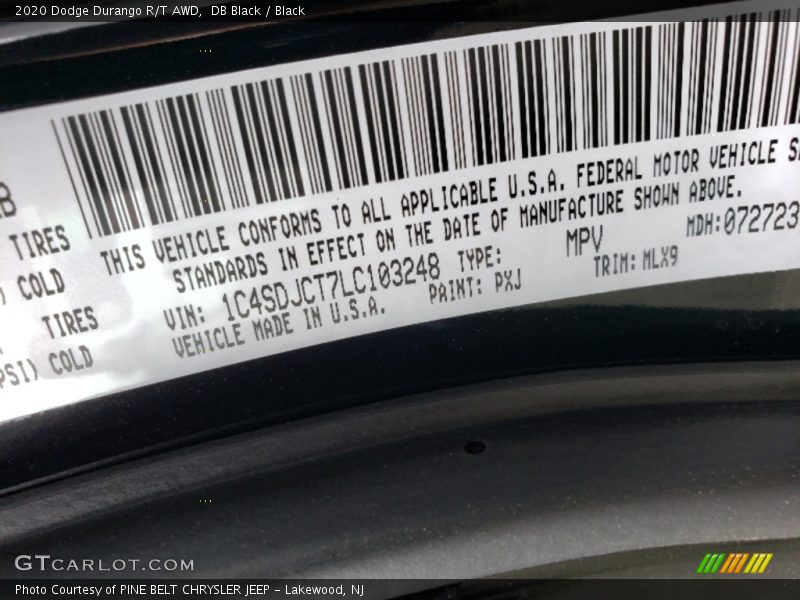 2020 Dodge Durango R/T AWD, DB Black / Black
TIRES
COLD
TIRES
PSI) COLD
THIS VEHICLE CONFORMS TO ALL APPLICABLE U.S.A. FEDERAL MOTOR VEHICLE
STANDARDS IN EFFECT ON THE DATE OF MANUFACTURE SHOWN ABOVE.
VIN: 1C4SDJCT7LC103248 TYPE: MPV MDH:072723
VEHICLE MADE IN U.S.A. PAINT: PXJ TRIM: MLX9
GTCARLOT.COM
Photo Courtesy of PINE BELT CHRYSLER JEEP - Lakewood, NJ